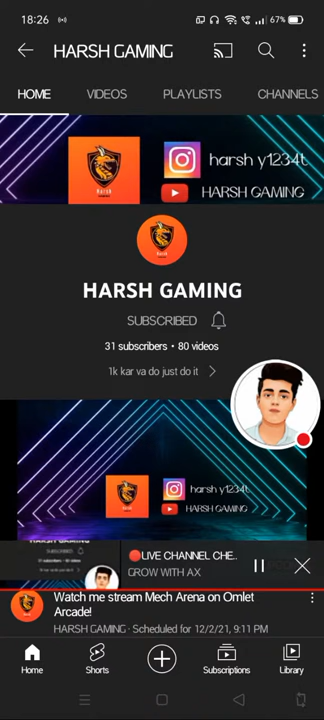 18:26
67%
HARSH GAMING
HOME VIDEOS PLAYLISTS CHANNELS
harsh y1234t
HARSH GAMING
HARSH GAMING
SUBSCRIBED
31 subscribers • 80 videos
1k kar va do just do it
harsh y1234t
HARSH GAMING
LIVE CHANNEL CHE..
GROW WITH AX
Watch me stream Mech Arena on Omlet
Arcade!
HARSH GAMING · Scheduled for 12/2/21, 9:11 PM
Home Shorts Subscriptions Library